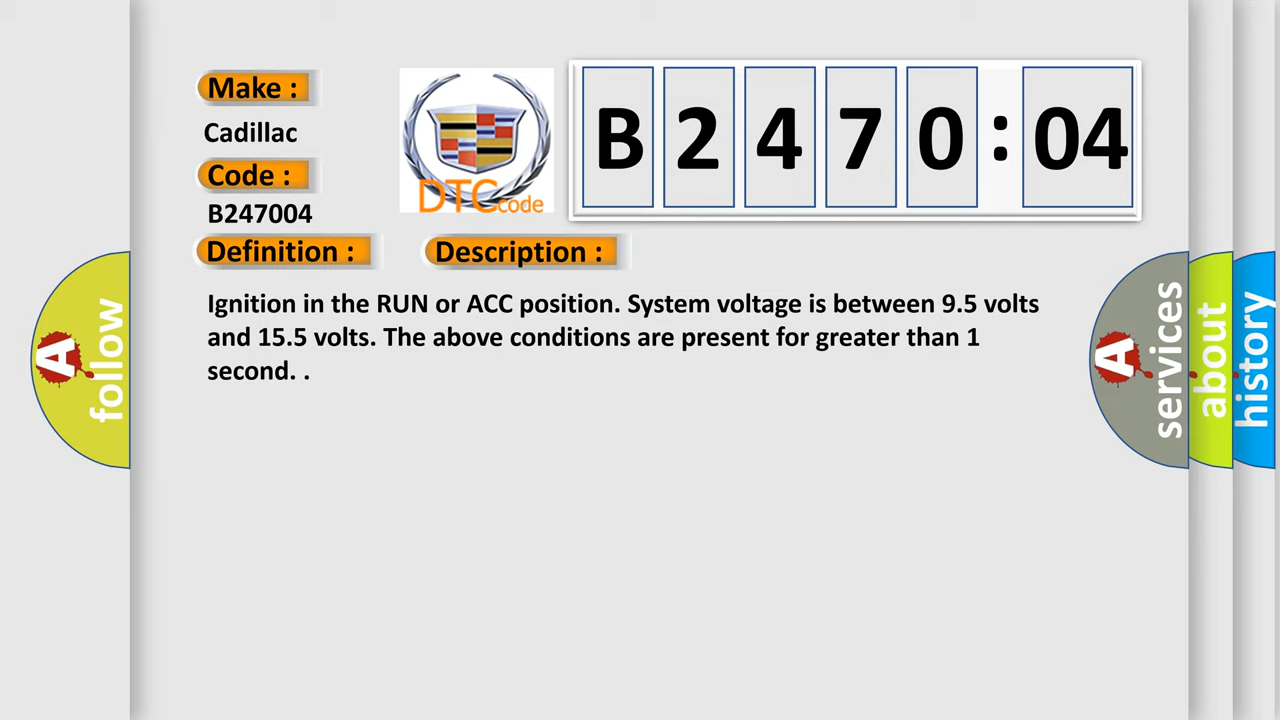 Make :
Cadillac
Code :
B247004
Definition :
Description :
Ignition in the RUN or ACC position. System voltage is between 9.5 volts
and 15.5 volts. The above conditions are present for greater than 1
second. .
DTC code
B 2 4 7 0 : 04
A follow
A services
about
history